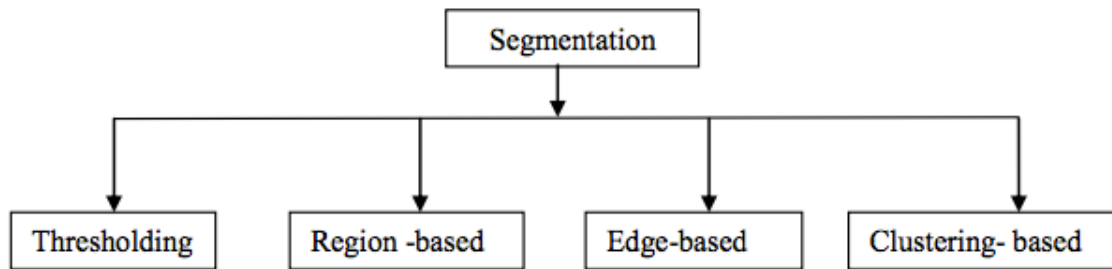 Segmentation
Thresholding
Region -based
Edge-based
Clustering- based